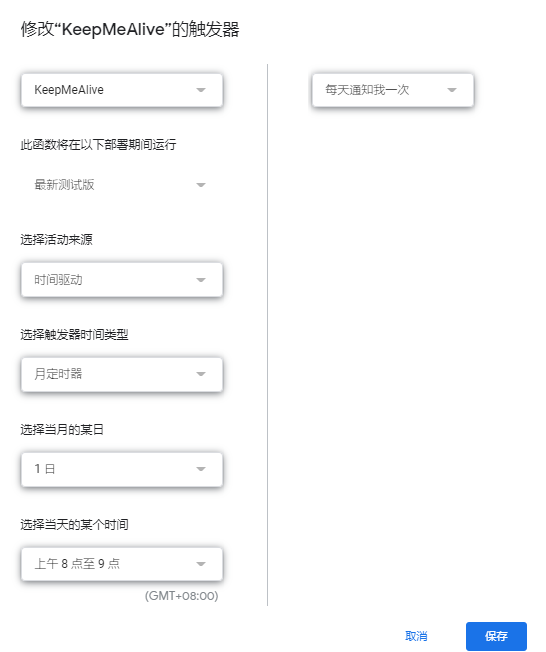 修改“KeepMeAlive”的触发器
KeepMeAlive
此函数将在以下部署期间运行
最新测试版
选择活动来源
时间驱动
选择触发器时间类型
月定时器
选择当月的某日
1 日
选择当天的某个时间
上午 8 点至 9 点
(GMT+08:00)
每天通知我一次
取消
保存